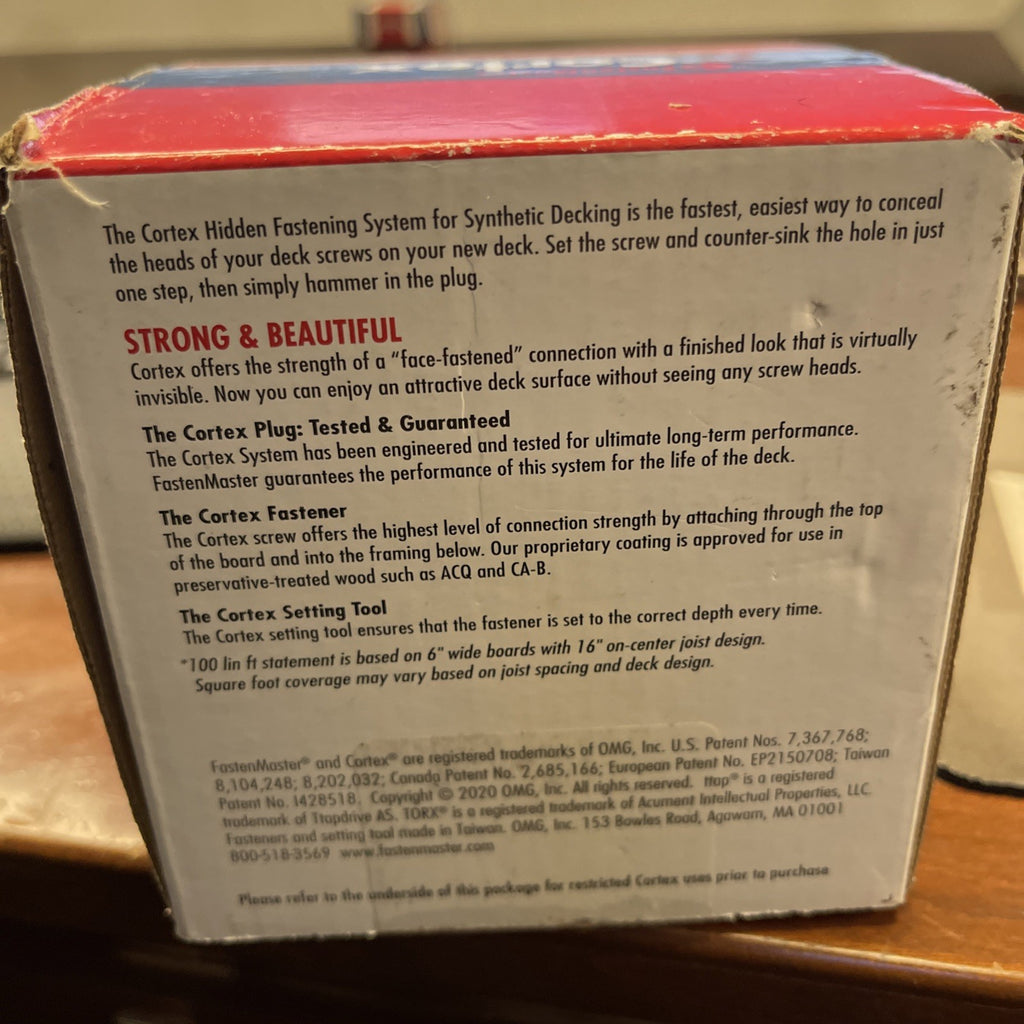 Cortex
The Cortex Hidden Fastening System for Synthetic Decking is the fastest, easiest way to conceal
the heads of your deck screws on your new deck. Set the screw and counter-sink the hole in just
one step, then simply hammer in the plug.
STRONG & BEAUTIFUL
Cortex offers the strength of a “face-fastened” connection with a finished look that is virtually
invisible. Now you can enjoy an attractive deck surface without seeing any screw heads.
The Cortex Plug: Tested & Guaranteed
The Cortex System has been engineered and tested for ultimate long-term performance.
FastenMaster guarantees the performance of this system for the life of the deck.
The Cortex Fastener
The Cortex screw offers the highest level of connection strength by attaching through the top
of the board and into the framing below. Our proprietary coating is approved for use in
preservative-treated wood such as ACQ and CA-B.
The Cortex Setting Tool
The Cortex setting tool ensures that the fastener is set to the correct depth every time.
*100 lin ft statement is based on 6" wide boards with 16" on-center joist design.
Square foot coverage may vary based on joist spacing and deck design.
FastenMaster® and Cortex® are registered trademarks of OMG, Inc. U.S. Patent Nos. 7,367,768;
8,104,248; 8,202,032; Canada Patent No. 2,685,166; European Patent No. EP2150708; Taiwan
Patent No. I428518. Copyright © 2020 OMG, Inc. All rights reserved. ttap® is a registered
trademark of Ttapdrive AS. TORX® is a registered trademark of Acument Intellectual Properties, LLC.
Fasteners and setting tool made in Taiwan. OMG, Inc. 153 Bowles Road, Agawam, MA 01001
800-518-3569 www.fastenmaster.com
Please refer to the underside of this package for restricted Cortex uses prior to purchase